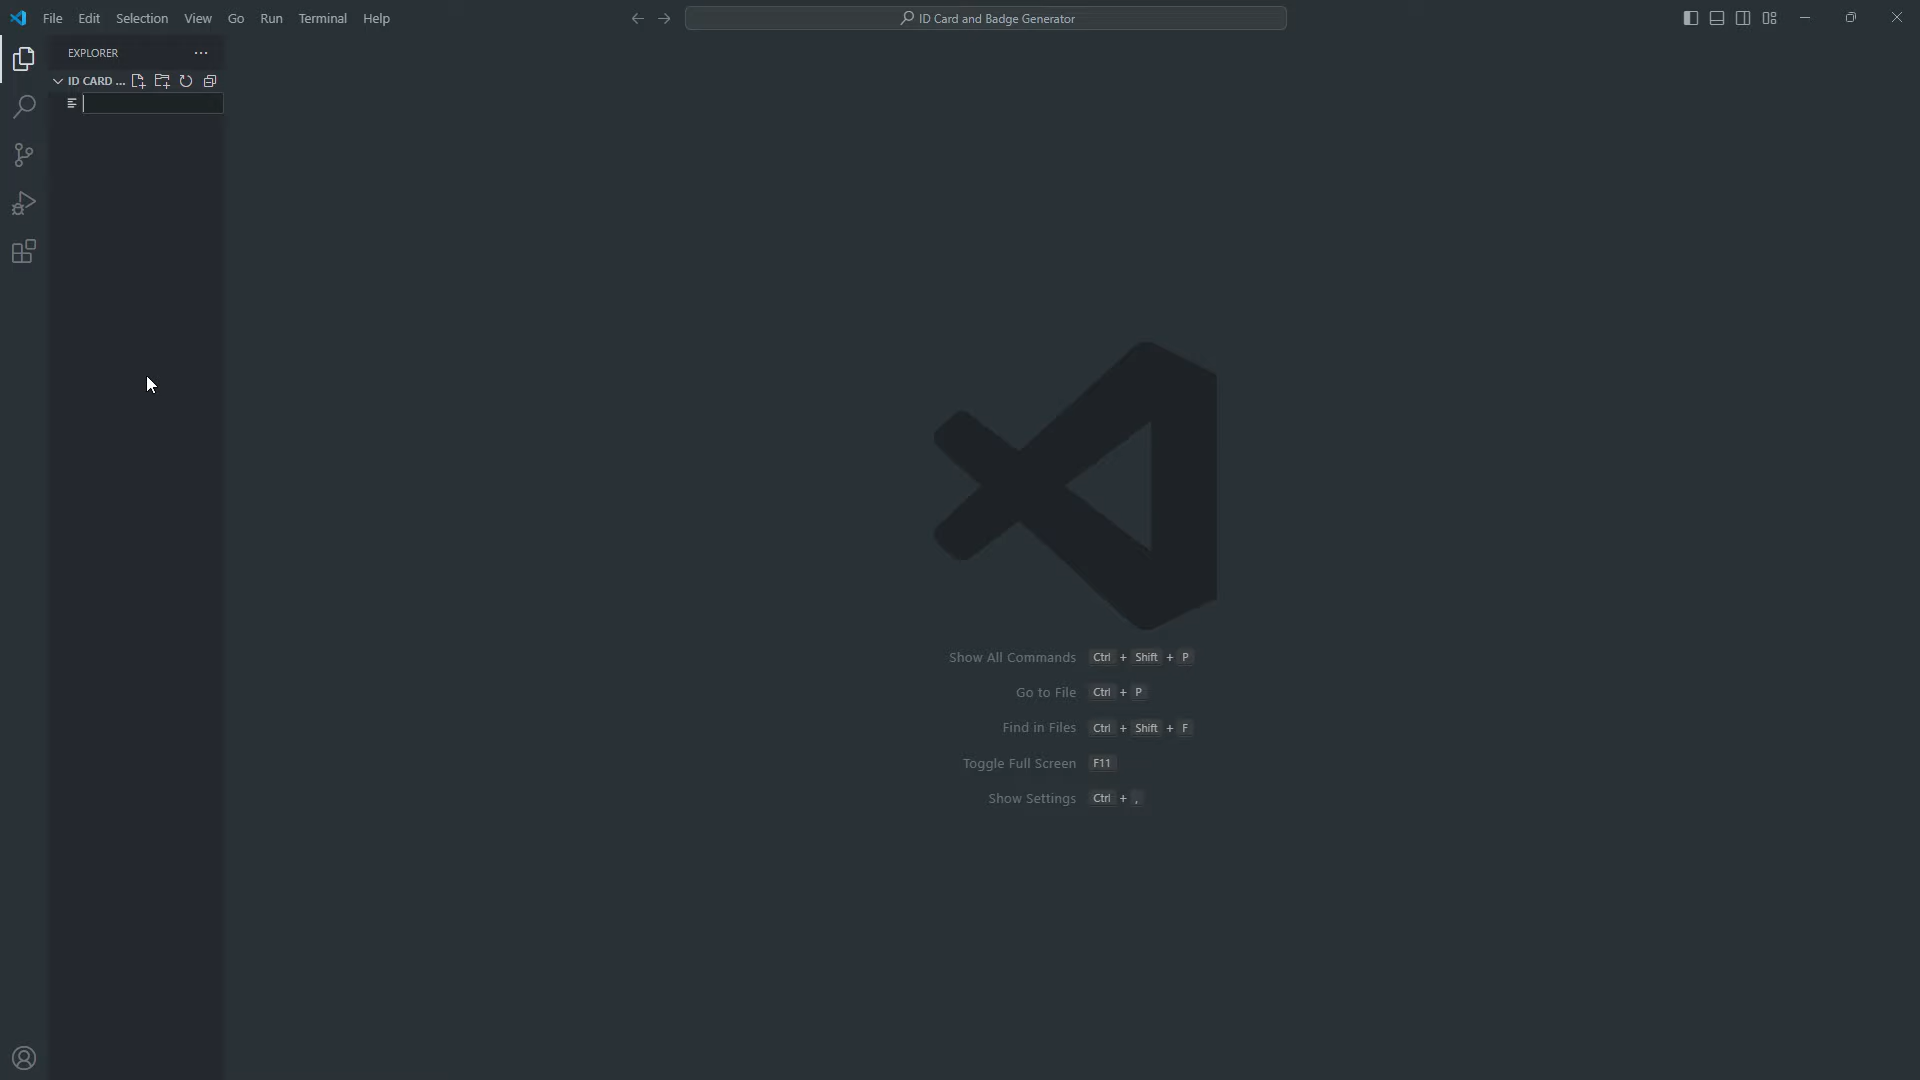 File Edit Selection View Go Run Terminal Help
ID Card and Badge Generator
EXPLORER
ID CARD ...
Show All Commands Ctrl + Shift + P
Go to File Ctrl + P
Find in Files Ctrl + Shift + F
Toggle Full Screen F11
Show Settings Ctrl + ,